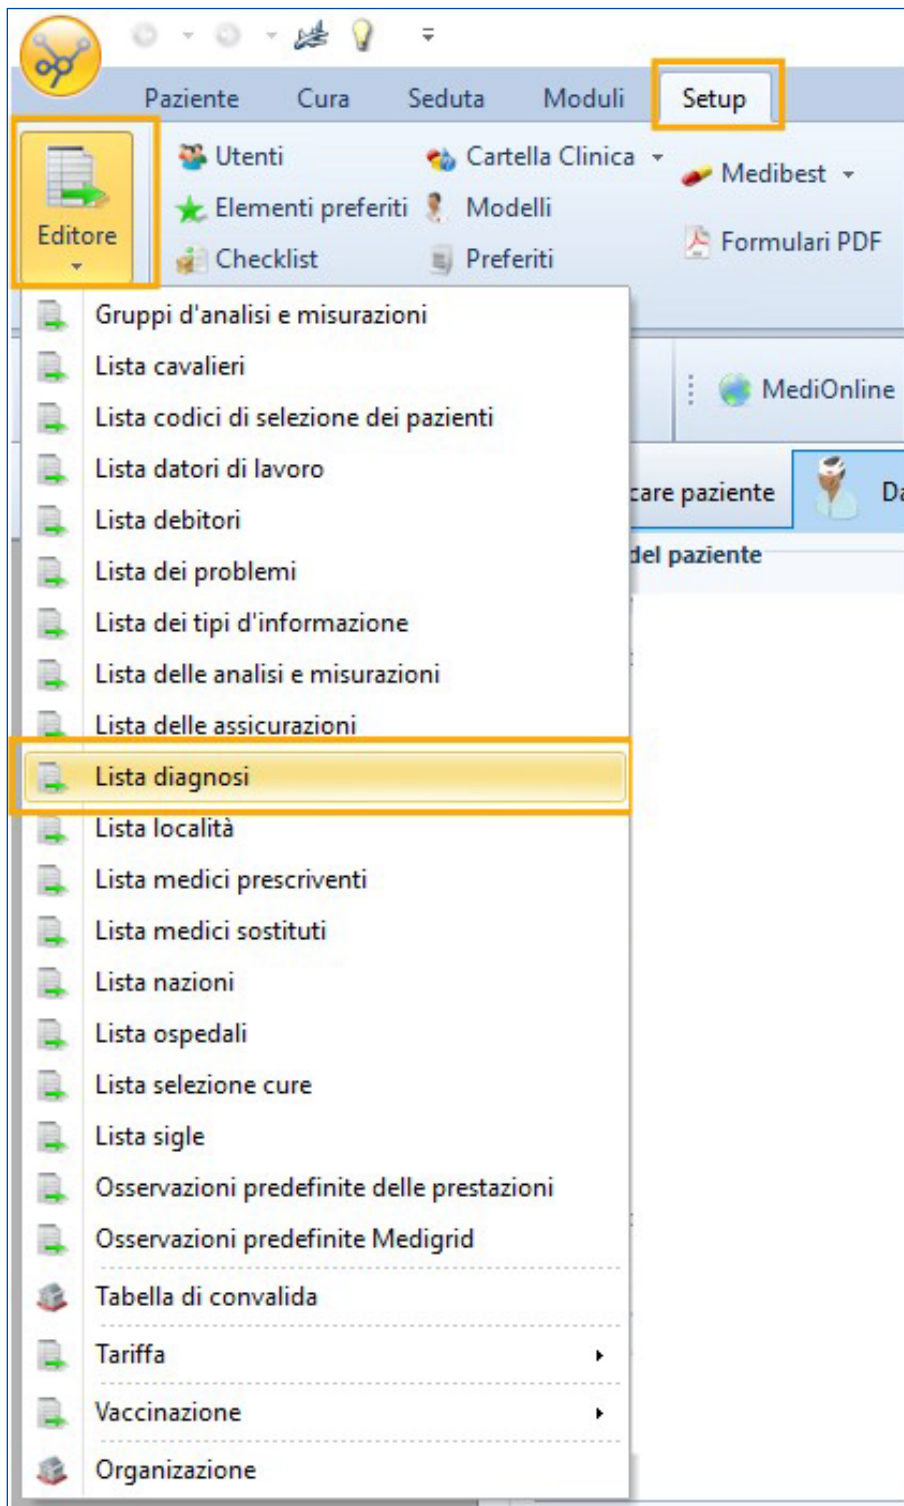 Paziente Cura Seduta Moduli Setup
Editore
Utenti
Cartella Clinica
Medibest
Elementi preferiti
Modelli
Formulari PDF
Checklist
Preferiti
MediOnline
care paziente
Da
del paziente
Gruppi d'analisi e misurazioni
Lista cavalieri
Lista codici di selezione dei pazienti
Lista datori di lavoro
Lista debitori
Lista dei problemi
Lista dei tipi d'informazione
Lista delle analisi e misurazioni
Lista delle assicurazioni
Lista diagnosi
Lista località
Lista medici prescriventi
Lista medici sostituti
Lista nazioni
Lista ospedali
Lista selezione cure
Lista sigle
Osservazioni predefinite delle prestazioni
Osservazioni predefinite Medigrid
Tabella di convalida
Tariffa
Vaccinazione
Organizazione